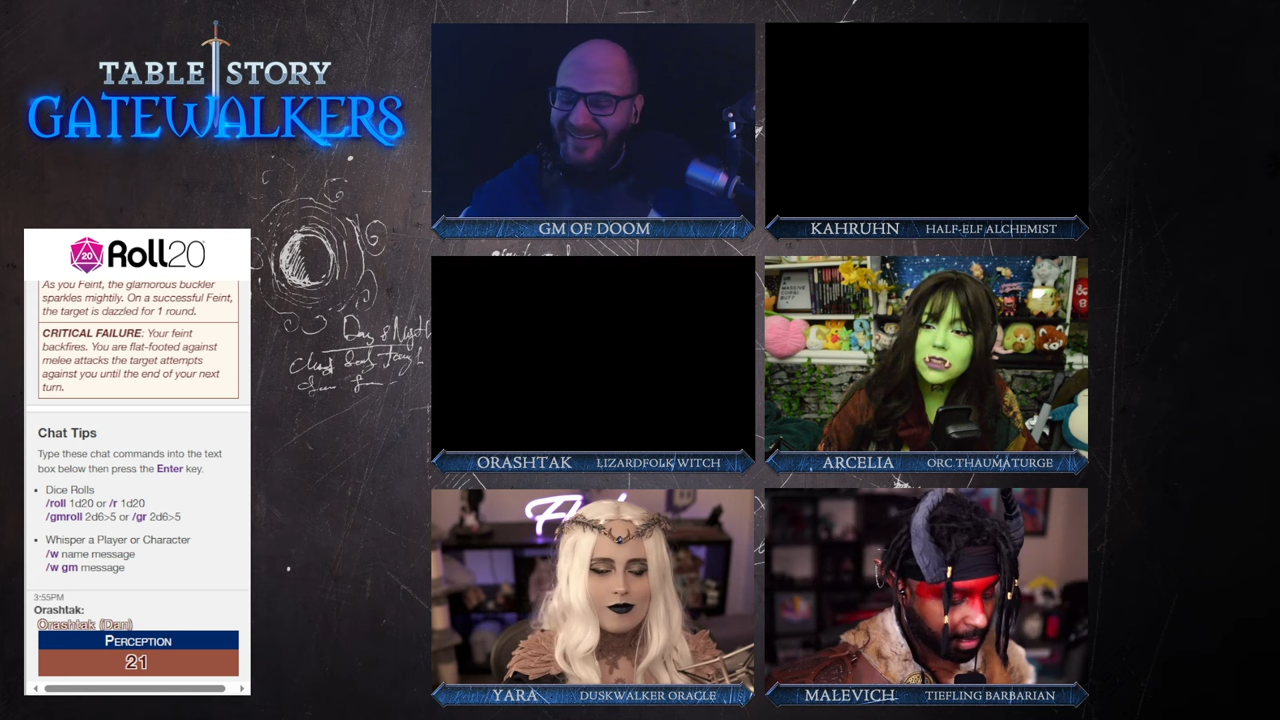 TABLE STORY
GATEWALKERS
Roll20
As you Feint, the glamorous buckler
sparkles mightily. On a successful Feint,
the target is dazzled for 1 round.
CRITICAL FAILURE: Your feint
backfires. You are flat-footed against
melee attacks the target attempts
against you until the end of your next
turn.
Chat Tips
Type these chat commands into the text
box below then press the Enter key.
Dice Rolls
/roll 1d20 or /r 1d20
/gmroll 2d6>5 or /gr 2d6>5
Whisper a Player or Character
/w name message
/w gm message
3:55PM
Orashtak:
Orashtak (Dan)
PERCEPTION
21
Day & Night
GM OF DOOM
KAHRUHN HALF-ELF ALCHEMIST
ORASHTAK LIZARDFOLK WITCH
ARCELIA ORC THAUMATURGE
YARA DUSKWALKER ORACLE
MALEVICH TIEFLING BARBARIAN